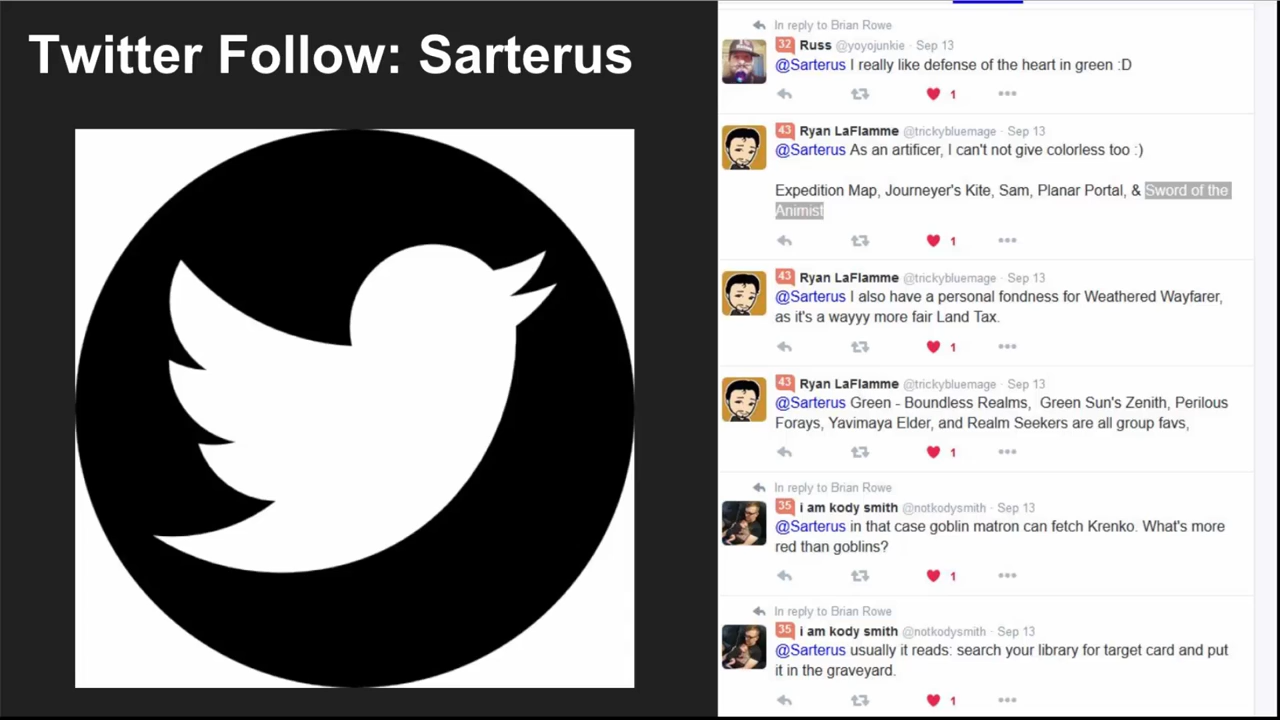 Twitter Follow: Sarterus
In reply to Brian Rowe
32 Russ @yoyojunkie · Sep 13
@Sarterus I really like defense of the heart in green :D
1
43 Ryan LaFlamme @trickybluemage · Sep 13
@Sarterus As an artificer, I can't not give colorless too :)
Expedition Map, Journeyer's Kite, Sam, Planar Portal, & Sword of the
Animist
1
43 Ryan LaFlamme @trickybluemage · Sep 13
@Sarterus I also have a personal fondness for Weathered Wayfarer,
as it's a wayyy more fair Land Tax.
1
43 Ryan LaFlamme @trickybluemage · Sep 13
@Sarterus Green - Boundless Realms, Green Sun's Zenith, Perilous
Forays, Yavimaya Elder, and Realm Seekers are all group favs,
1
In reply to Brian Rowe
35 i am kody smith @notkodysmith · Sep 13
@Sarterus in that case goblin matron can fetch Krenko. What's more
red than goblins?
1
In reply to Brian Rowe
35 i am kody smith @notkodysmith · Sep 13
@Sarterus usually it reads: search your library for target card and put
it in the graveyard.
1